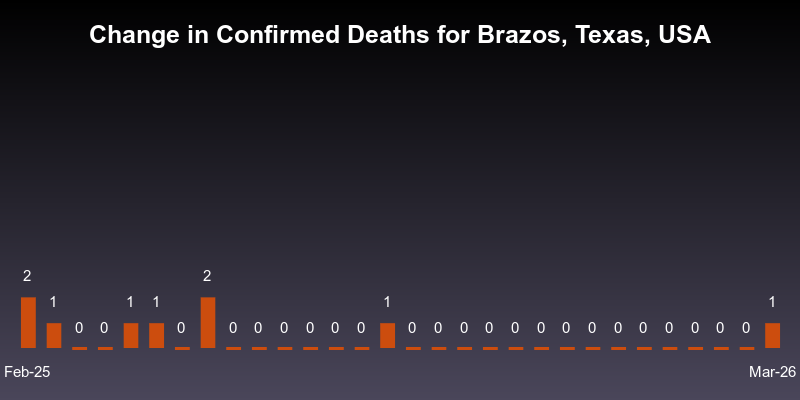 Change in Confirmed Deaths for Brazos, Texas, USA
2 2
1 1 1 1 1
0 0 0 0 0 0 0 0 0 0 0 0 0 0 0 0 0 0 0 0 0 0 0
Feb-25 Mar-26